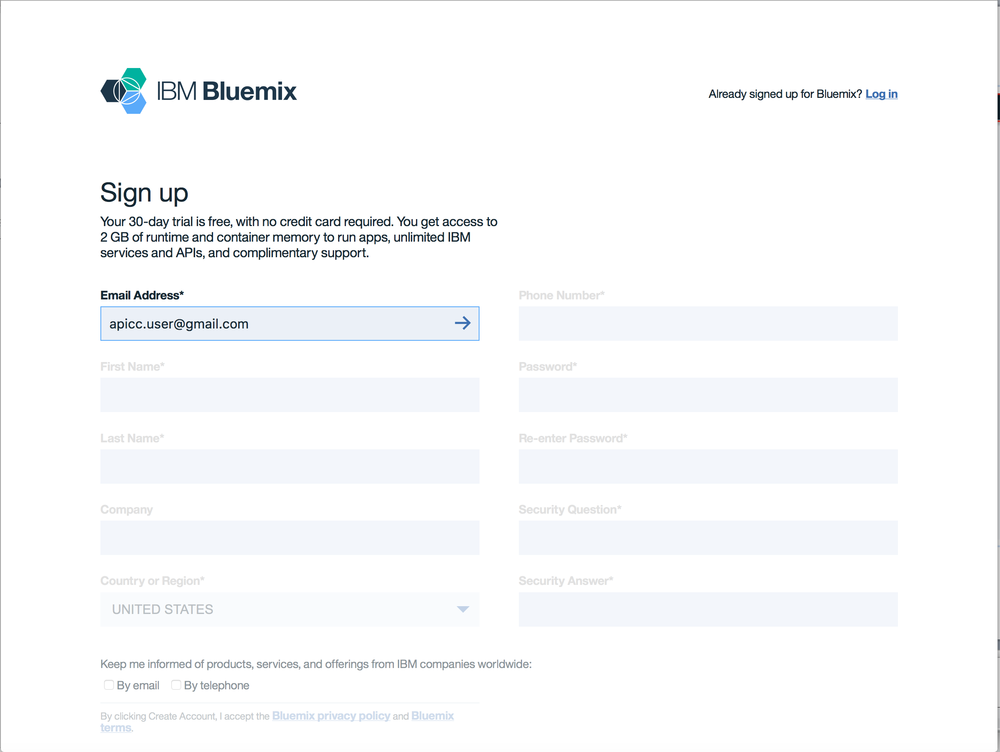 IBM Bluemix
Already signed up for Bluemix? Log in
Sign up
Your 30-day trial is free, with no credit card required. You get access to
2 GB of runtime and container memory to run apps, unlimited IBM
services and APIs, and complimentary support.
Email Address*
apicc.user@gmail.com
First Name*
Last Name*
Company
Country or Region*
UNITED STATES
Phone Number*
Password*
Re-enter Password*
Security Question*
Security Answer*
Keep me informed of products, services, and offerings from IBM companies worldwide:
By email By telephone
By clicking Create Account, I accept the Bluemix privacy policy and Bluemix
terms.